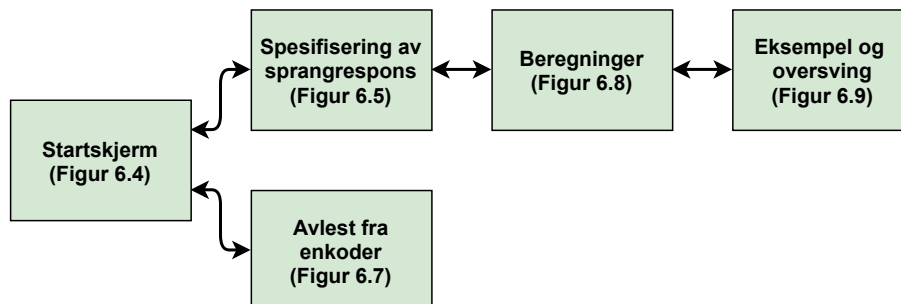 Startskjerm
(Figur 6.4)
Spesifisering av
sprangrespons
(Figur 6.5)
Beregninger
(Figur 6.8)
Eksempel og
oversving
(Figur 6.9)
Avlest fra
enkoder
(Figur 6.7)